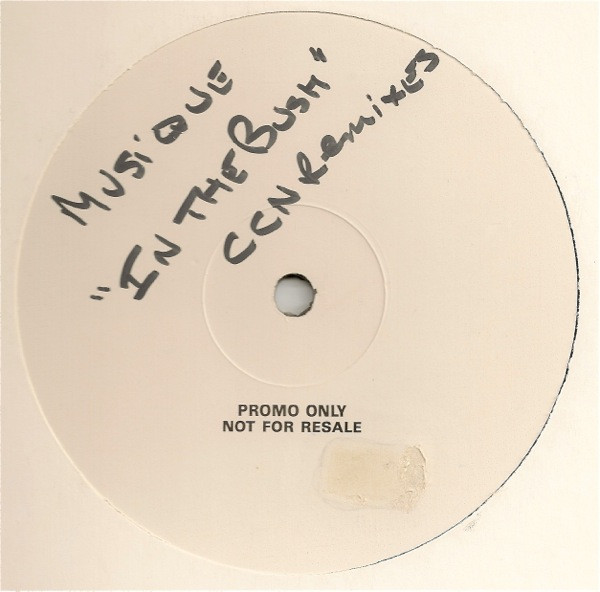 MUSIQUE
"IN THE BUSH"
CCN REMIXES
PROMO ONLY
NOT FOR RESALE